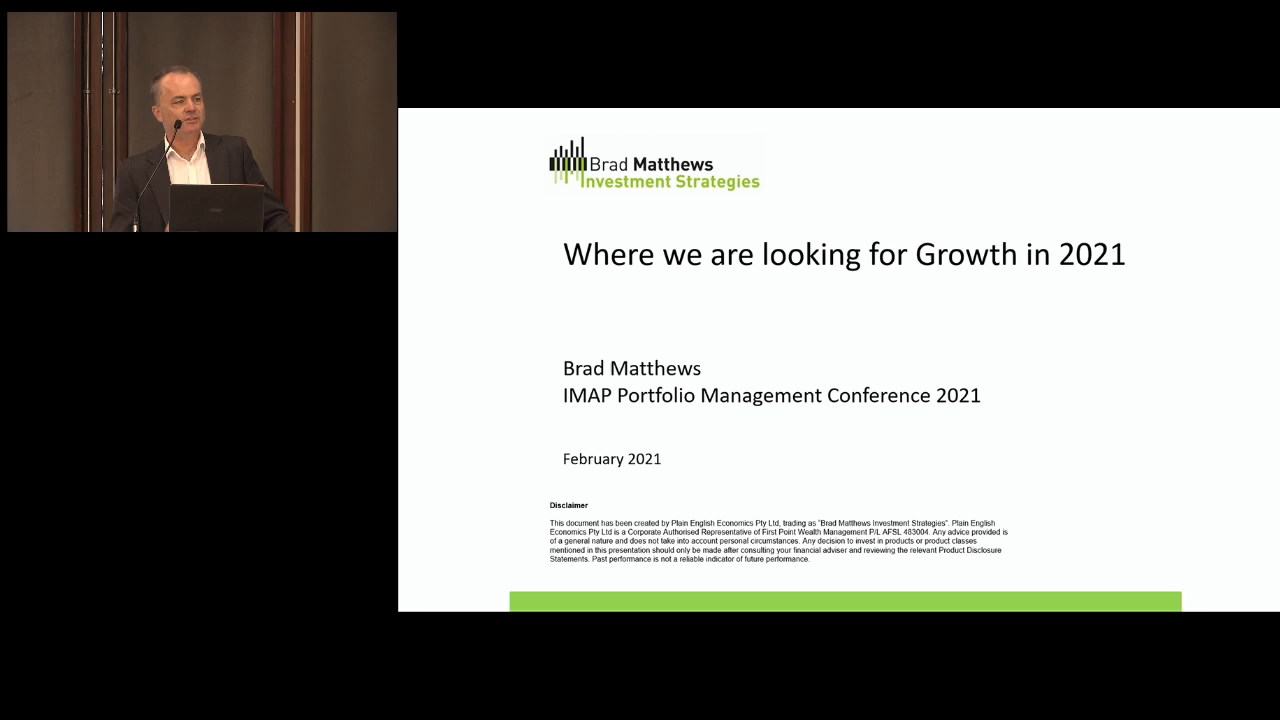 Brad Matthews
Investment Strategies
Where we are looking for Growth in 2021
Brad Matthews
IMAP Portfolio Management Conference 2021
February 2021
Disclaimer
This document has been created by Plain English Economics Pty Ltd, trading as "Brad Matthews Investment Strategies". Plain English
Economics Pty Ltd is a Corporate Authorised Representative of First Point Wealth Management P/L AFSL 483004. Any advice provided is
of a general nature and does not take into account personal circumstances. Any decision to invest in products or product classes
mentioned in this presentation should only be made after consulting your financial adviser and reviewing the relevant Product Disclosure
Statements. Past performance is not a reliable indicator of future performance.